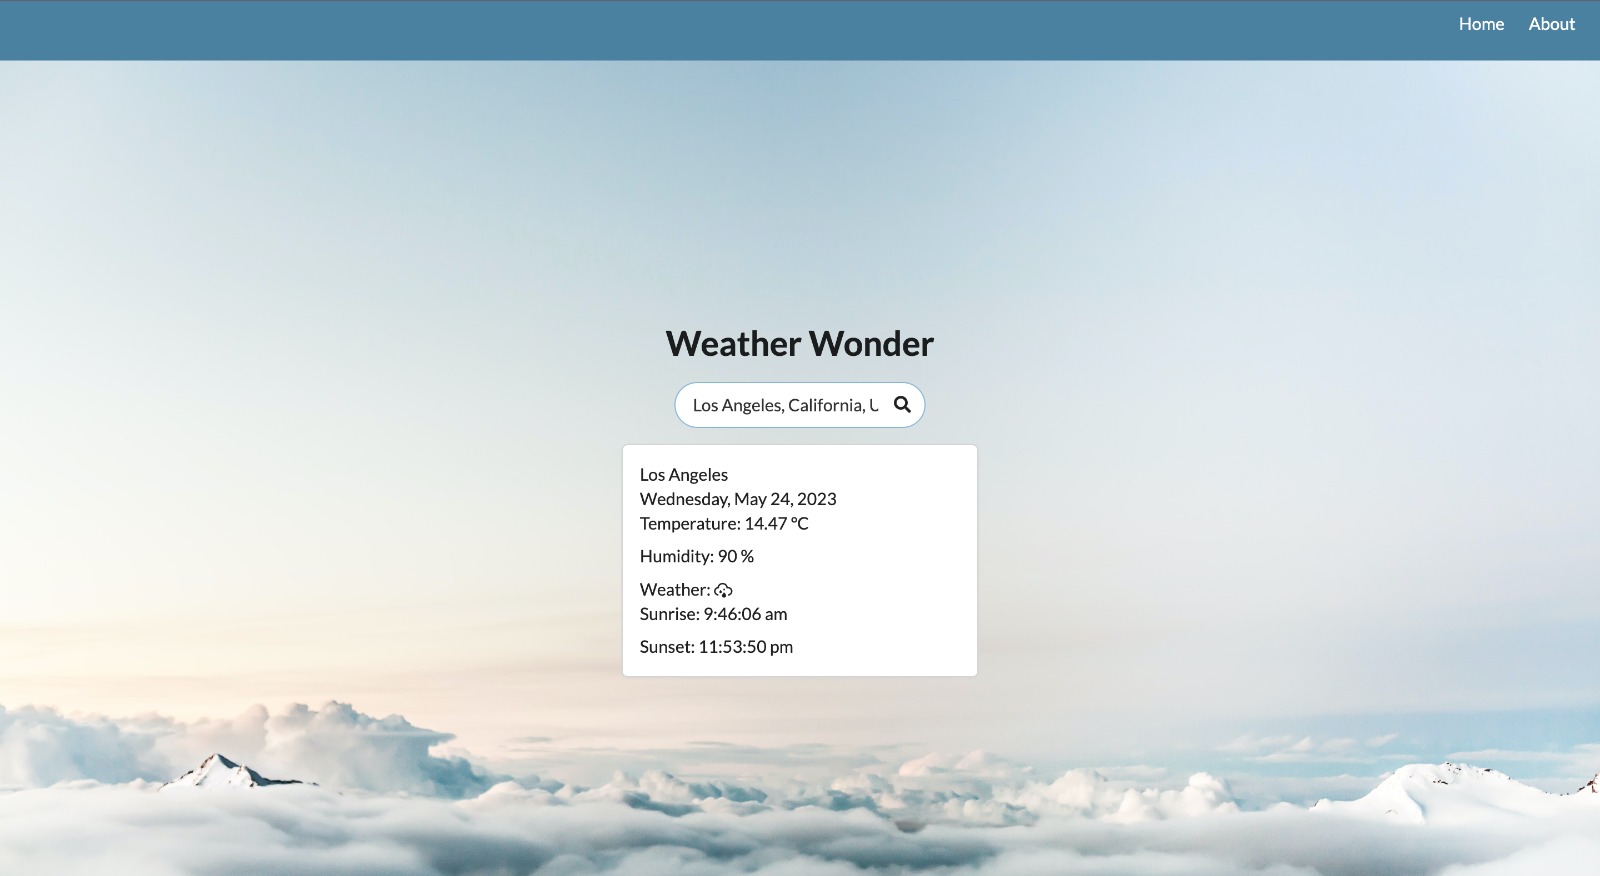 Home About
Weather Wonder
Los Angeles, California, U
Los Angeles
Wednesday, May 24, 2023
Temperature: 14.47 °C
Humidity: 90 %
Weather:
Sunrise: 9:46:06 am
Sunset: 11:53:50 pm